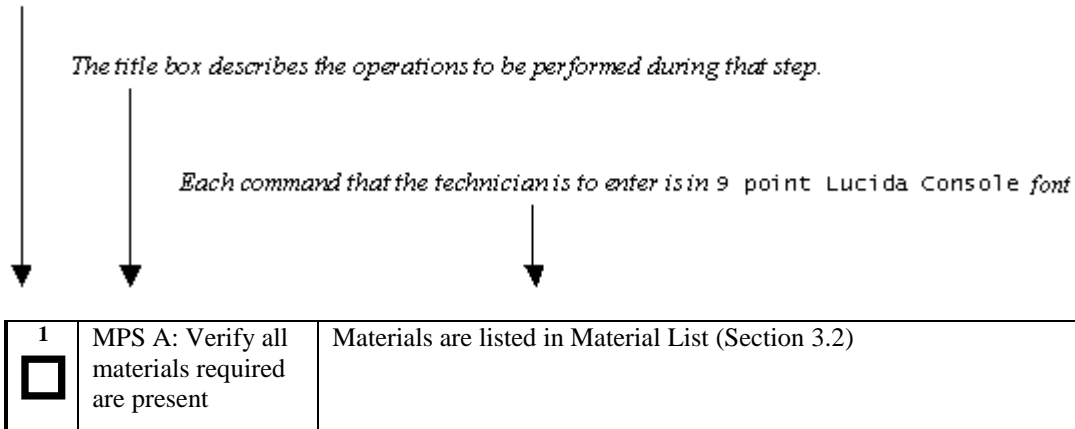 The title box describes the operations to be performed during that step.
Each command that the technician is to enter is in 9 point Lucida Console font
1 MPS A: Verify all Materials are listed in Material List (Section 3.2)
materials required
are present